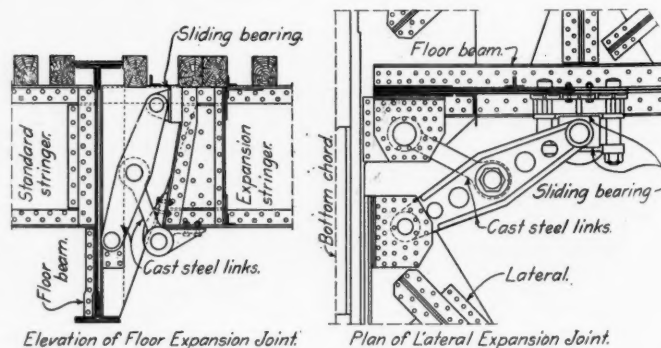 Sliding bearing.
Standard stringer.
Expansion stringer.
Cast steel links.
Floor beam.
Elevation of Floor Expansion Joint.
Floor beam.
Bottom chord.
Sliding bearing
Cast steel links.
Lateral.
Plan of Lateral Expansion Joint.